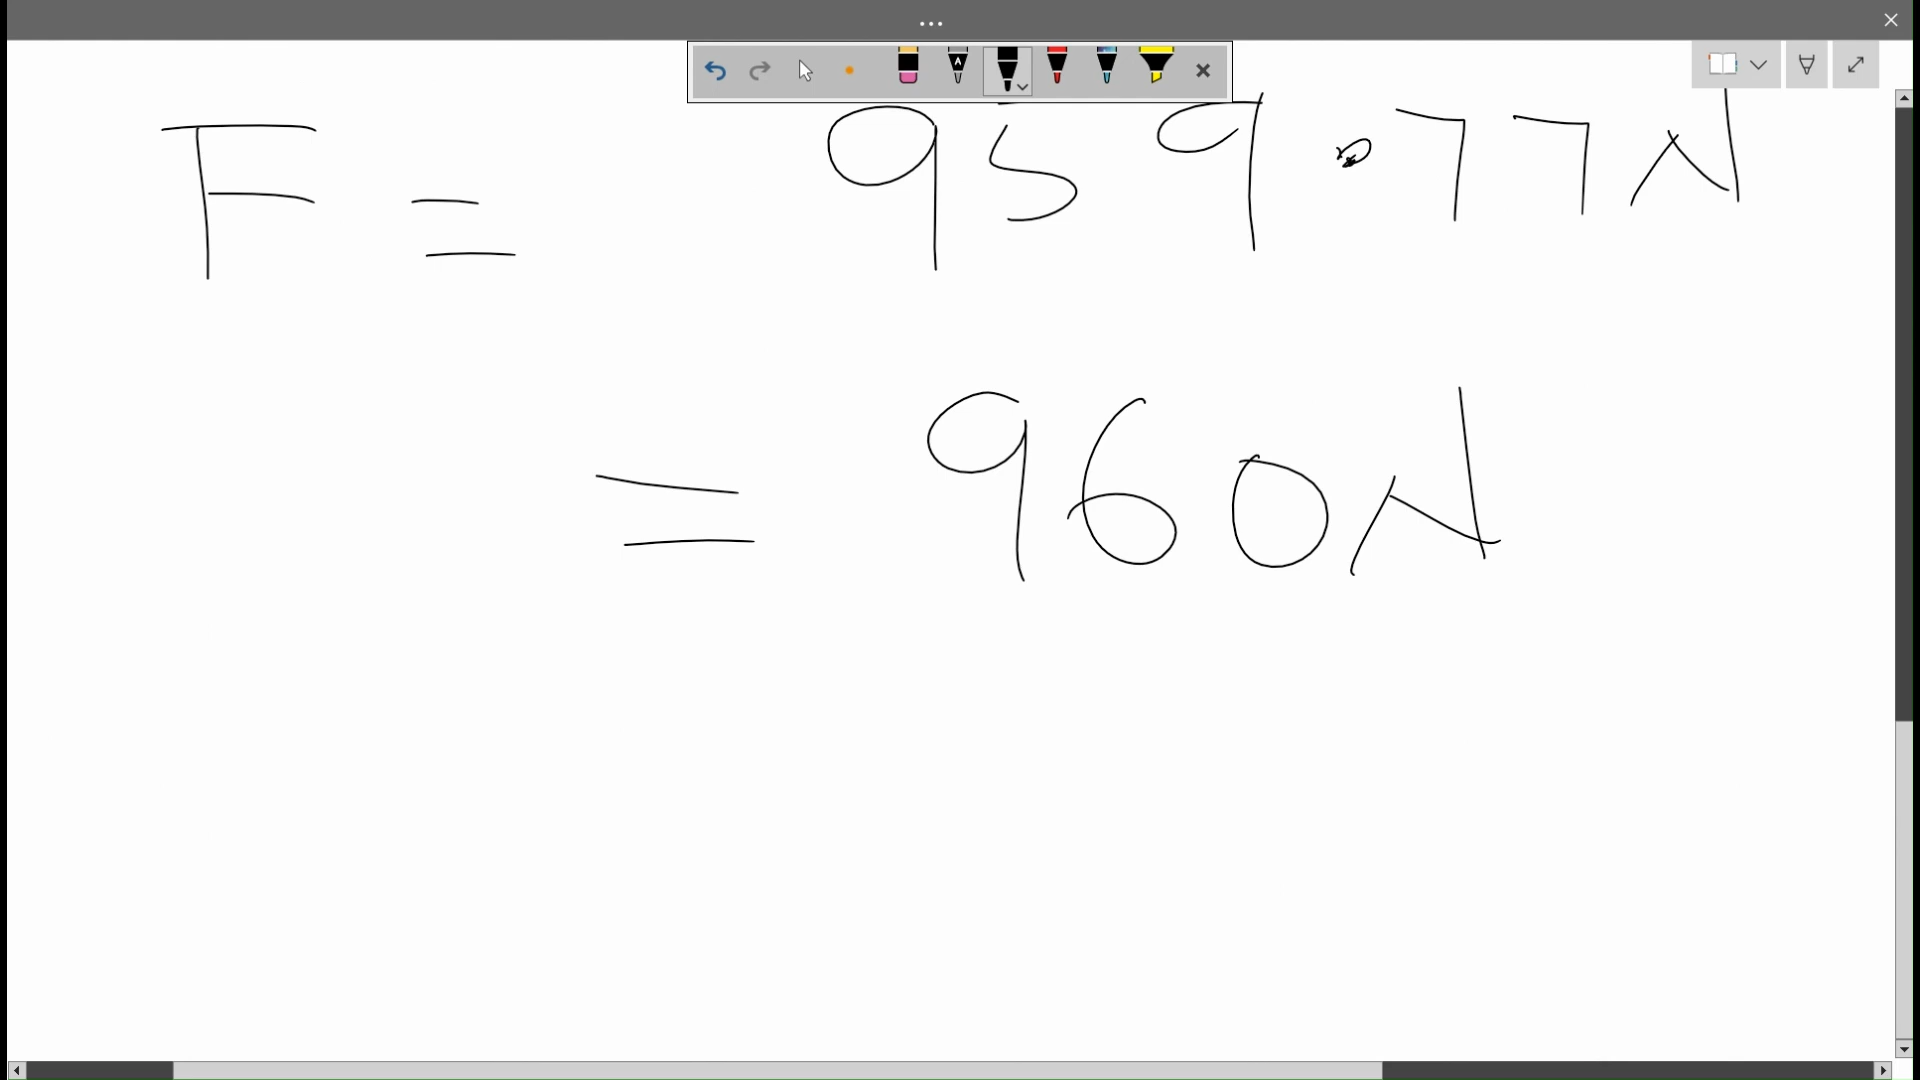 F = 959.77N
= 960N